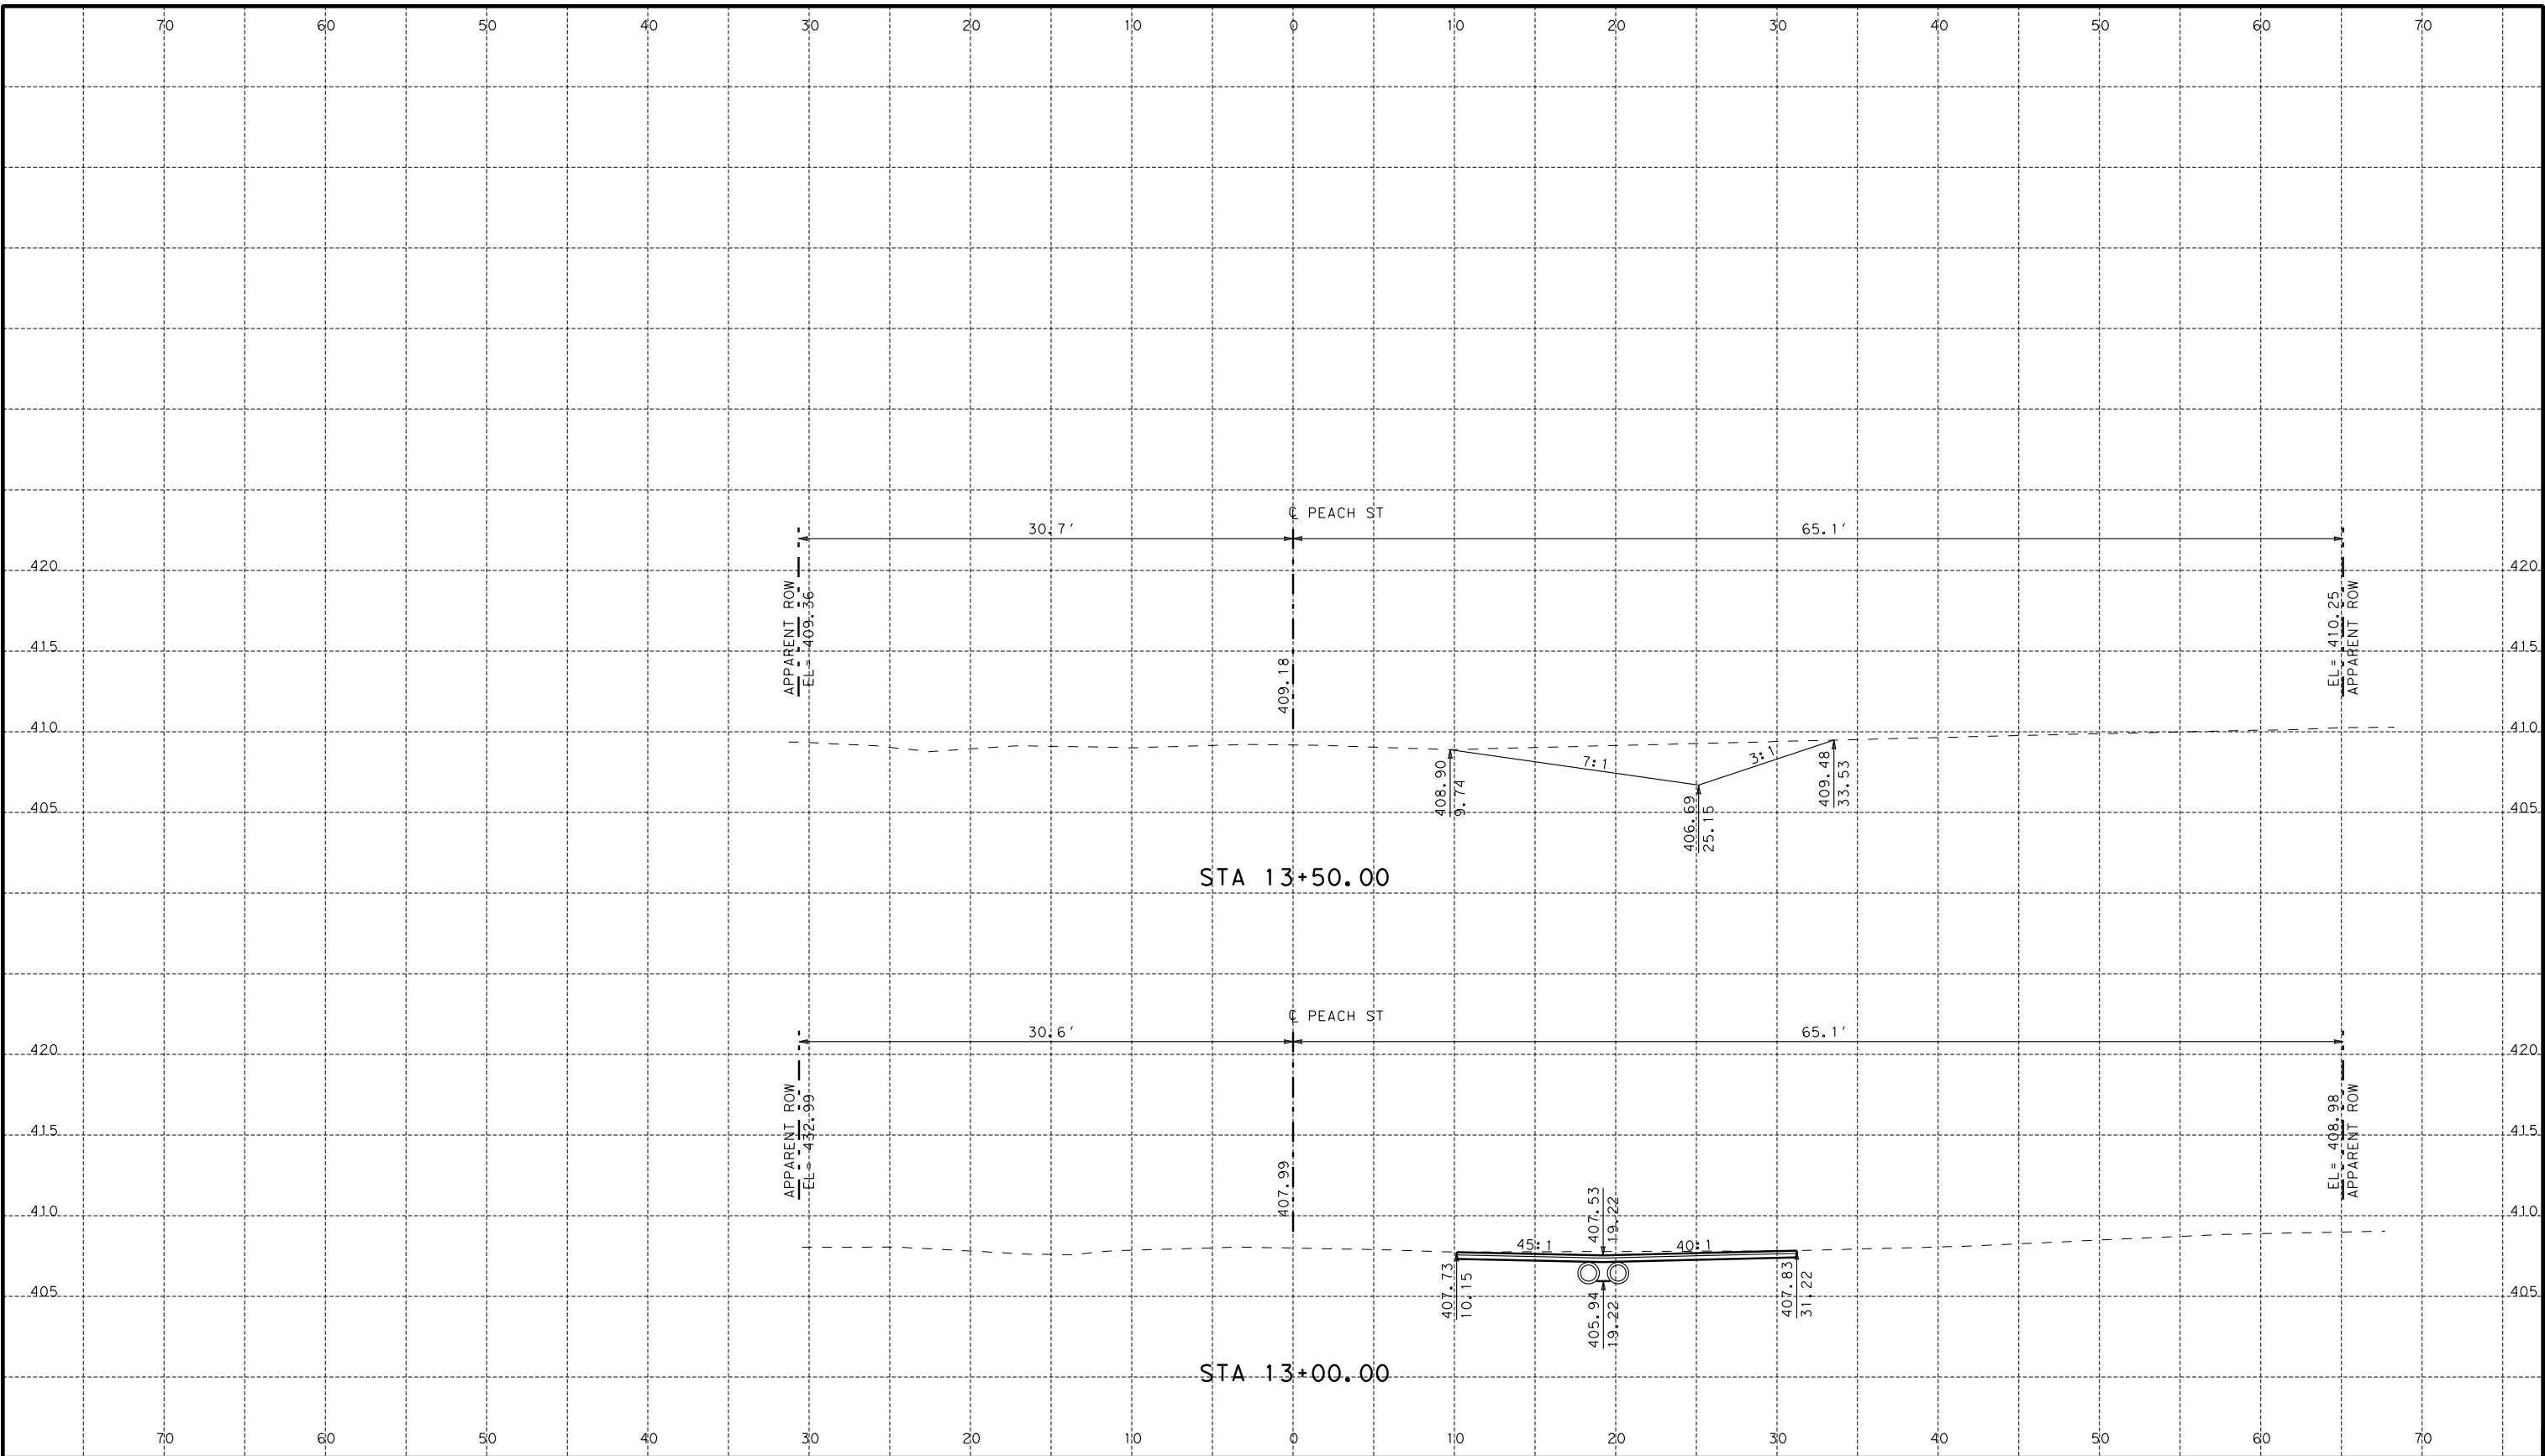 70 60 50 40 30 20 10 0 10 20 30 40 50 60 70
℄ PEACH ST
30.7' 65.1'
420 420
APPARENT ROW
EL= 409.36
EL= 410.25
APPARENT ROW
415 415
409.18
410 410
7:1 3:1
408.90
9.74
406.69
25.15
409.48
33.53
405 405
STA 13+50.00
℄ PEACH ST
30.6' 65.1'
420 420
APPARENT ROW
EL= 432.99
EL= 408.98
APPARENT ROW
415 415
407.99
407.53
19.22
410 410
45:1 40:1
407.73
10.15
405.94
19.22
407.83
31.22
405 405
STA 13+00.00
70 60 50 40 30 20 10 0 10 20 30 40 50 60 70